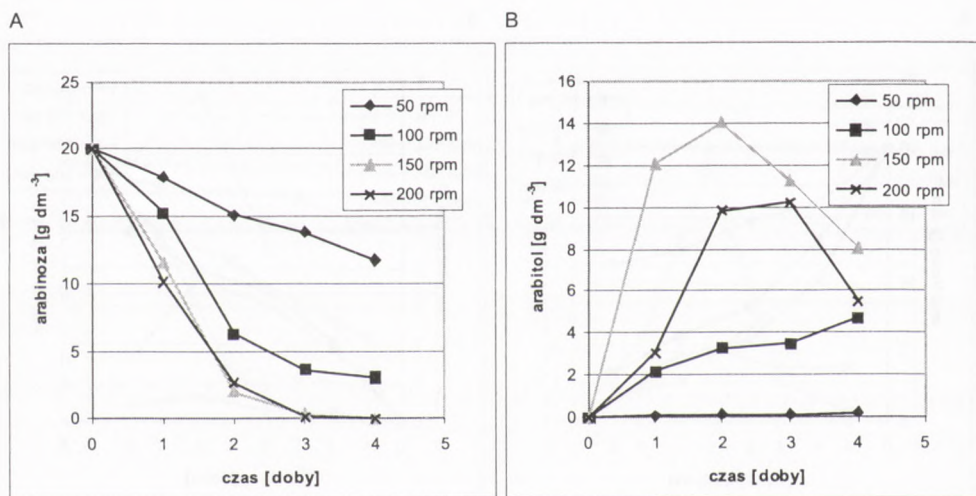 A
25
20
15
10
5
0
arabinoza [g dm⁻³]
0 1 2 3 4 5
czas [doby]
50 rpm
100 rpm
150 rpm
200 rpm
B
16
14
12
10
8
6
4
2
0
arabitol [g dm⁻³]
0 1 2 3 4 5
czas [doby]
50 rpm
100 rpm
150 rpm
200 rpm